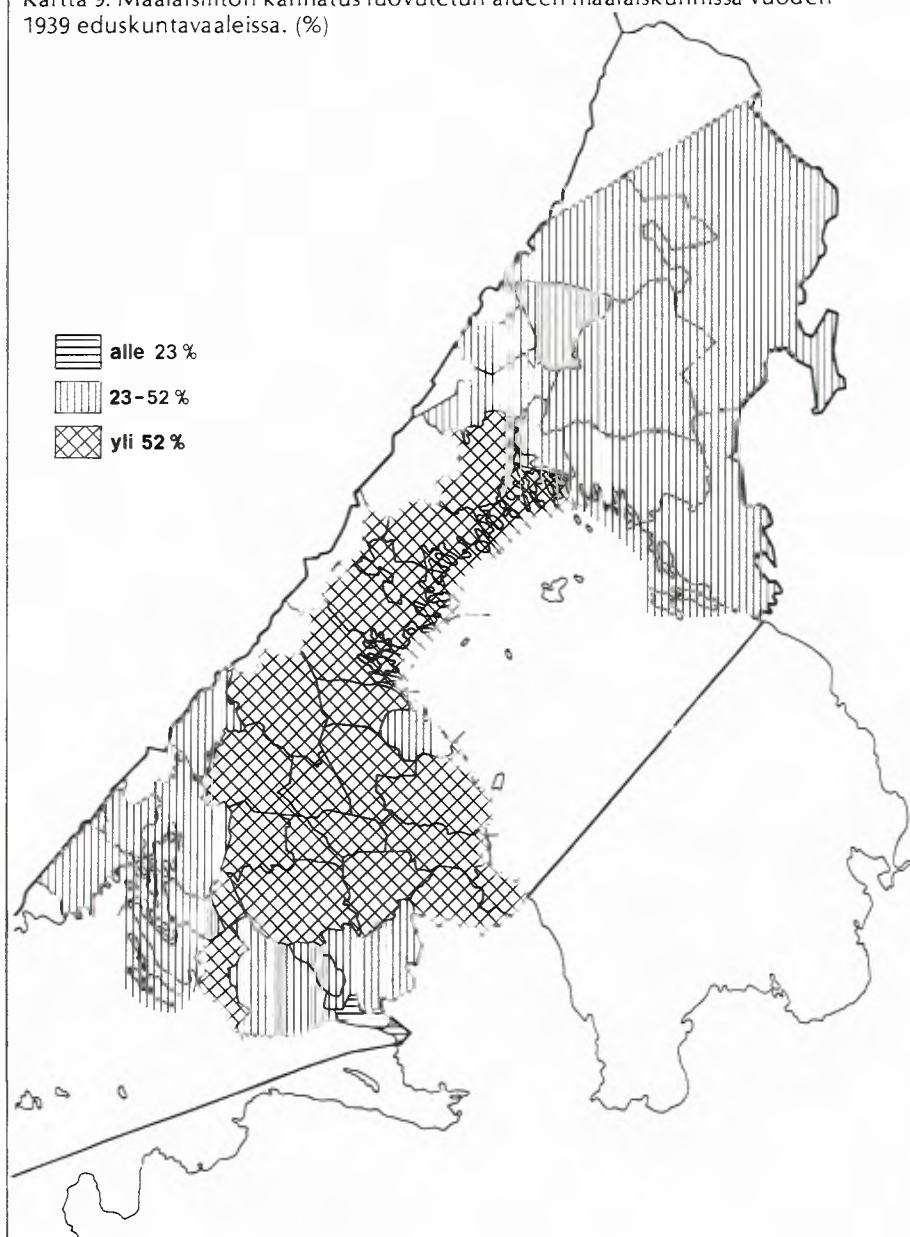 Kartta 9. Maalaisliiton kannatus luovutetun alueen maalaiskunnissa vuoden
1939 eduskuntavaaleissa. (%)
alle 23 %
23-52 %
yli 52 %